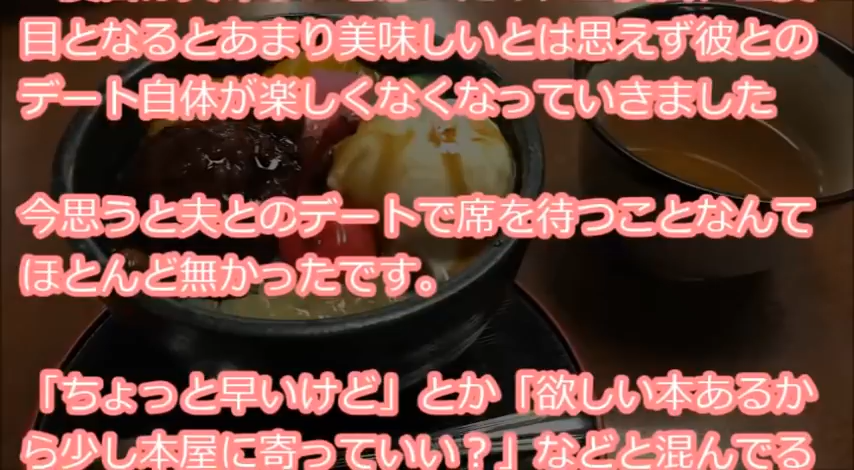 目となるとあまり美味しいとは思えず彼との
デート自体が楽しくなくなっていきました
今思うと夫とのデートで席を待つことなんて
ほとんど無かったです。
「ちょっと早いけど」とか「欲しい本あるか
ら少し本屋に寄っていい？」などと混んでる